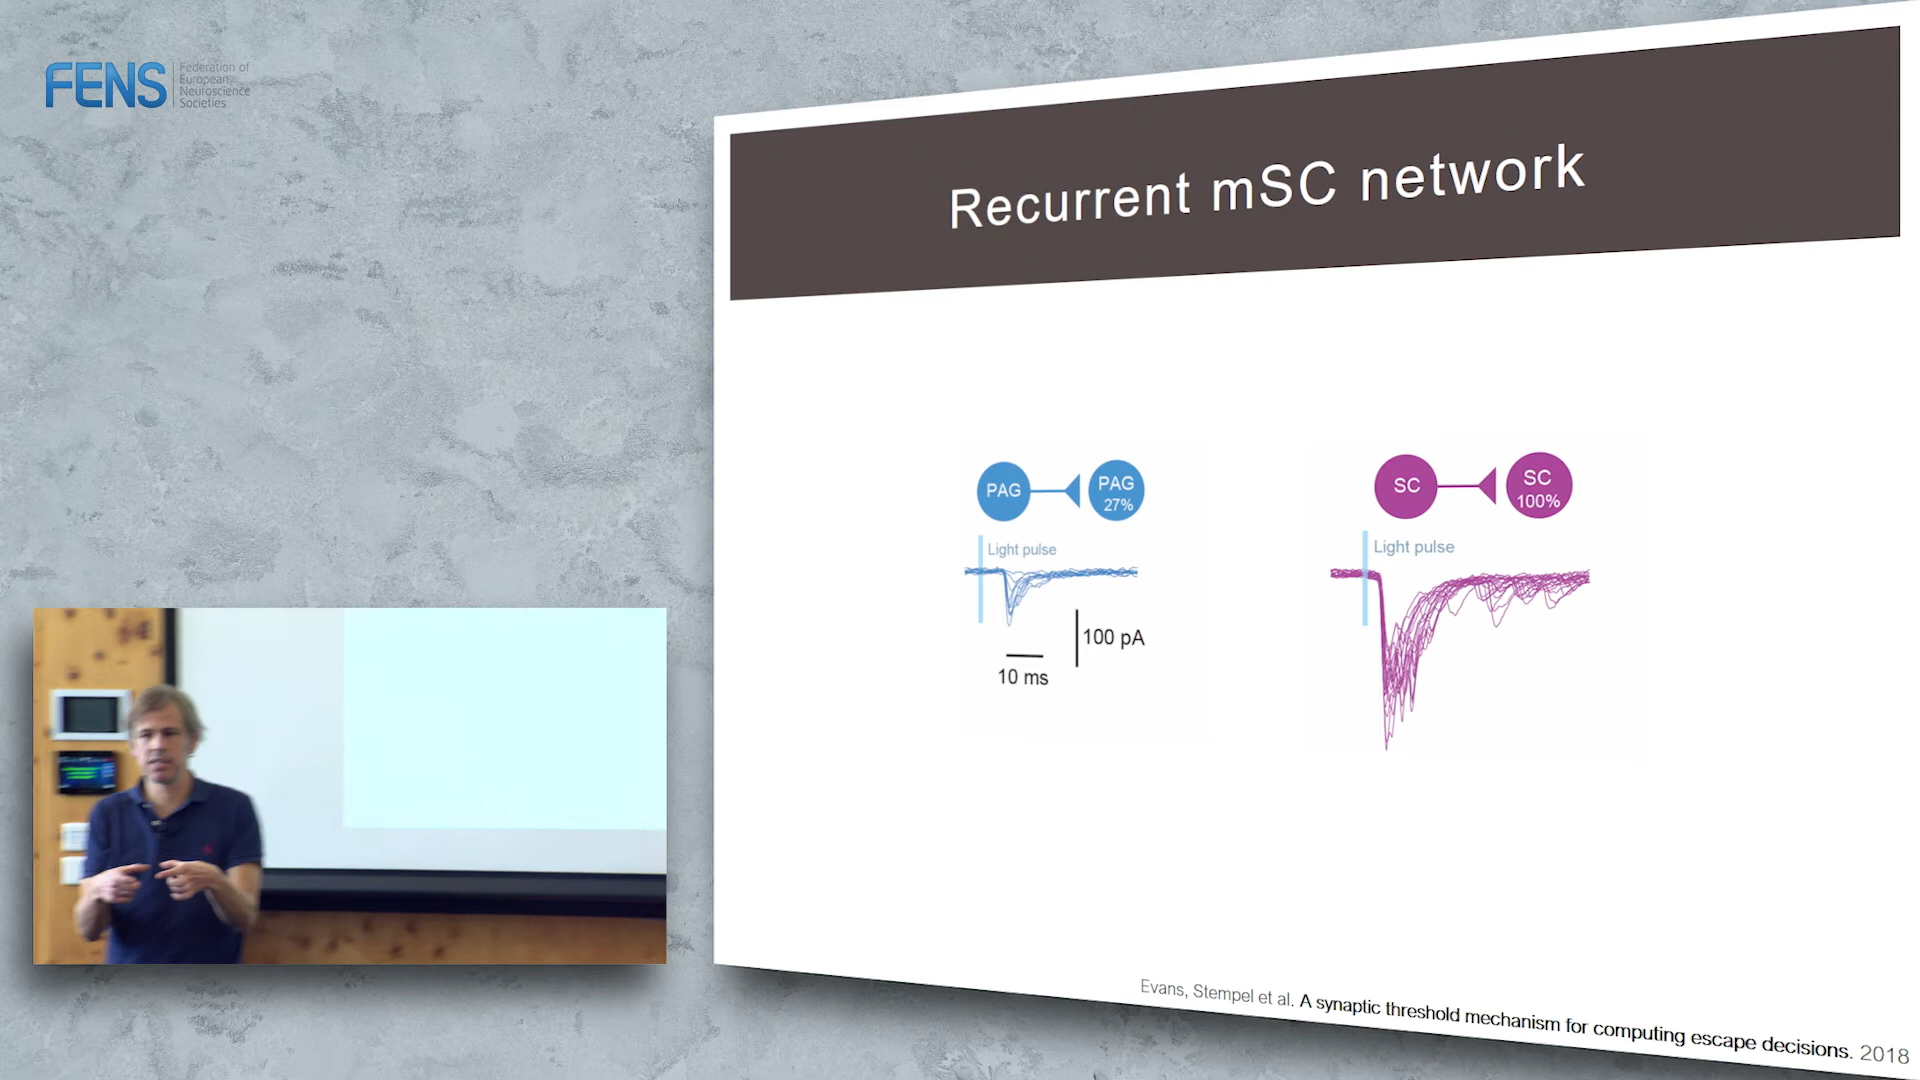 FENS
Federation of
European
Neuroscience
Societies
Recurrent mSC network
PAG
PAG
27%
Light pulse
100 pA
10 ms
SC
SC
100%
Light pulse
Evans, Stempel et al. A synaptic threshold mechanism for computing escape decisions. 2018